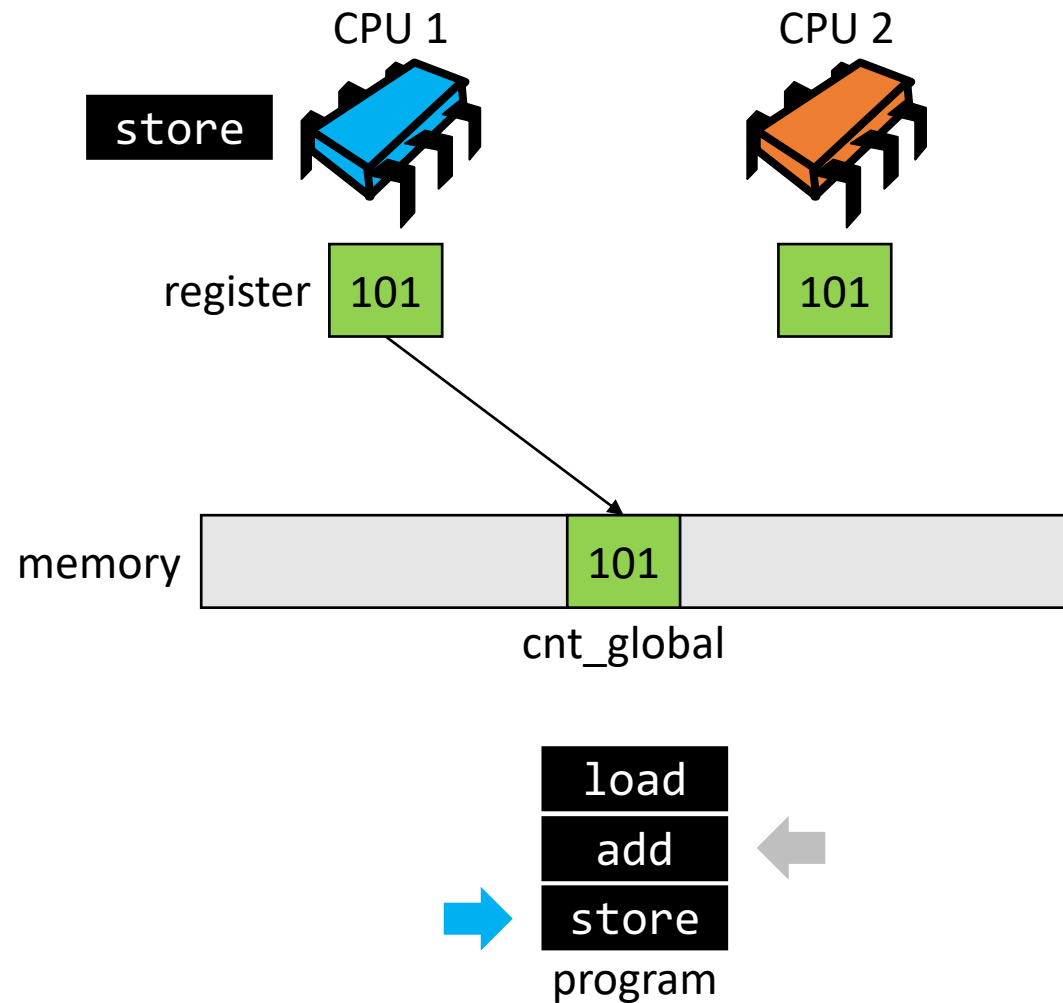 CPU 1
CPU 2
store
register
101
101
memory
101
cnt_global
load
add
store
program